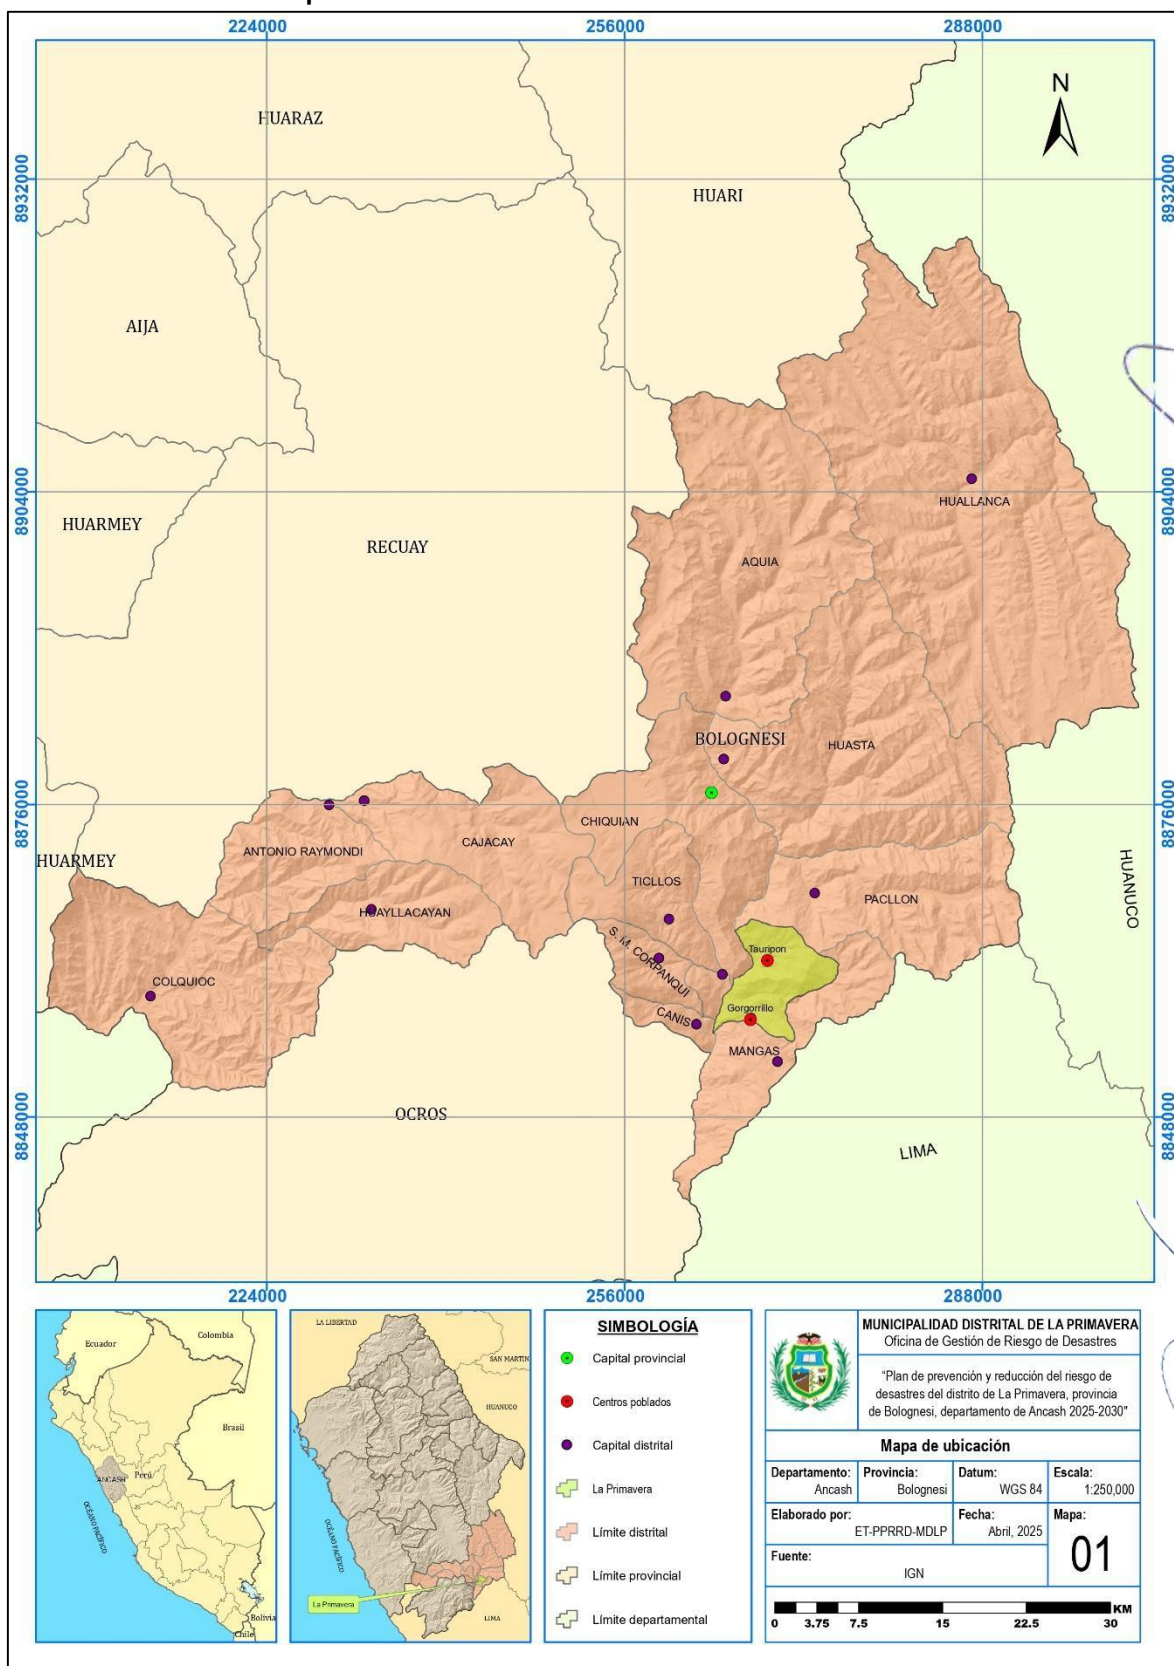 224000
256000
288000
N
HUARAZ
8932000
8932000
HUARI
AIJA
8904000
8904000
HUALLANCA
HUARMEY
RECUAY
AQUIA
BOLOGNESI
HUASTA
8876000
8876000
CHIQUIAN
CAJACAY
ANTONIO RAYMONDI
HUARMEY
HUANUCO
TICLLOS
PACLLON
HUAYLLACAYAN
S. M. CORPANQUI
Tauripon
COLQUIOC
Gorgorrillo
CANIS
MANGAS
8848000
8848000
OCROS
LIMA
224000
256000
288000
Ecuador
Colombia
Brasil
Perú
ANCASH
OCÉANO PACÍFICO
Bolivia
Chile
LA LIBERTAD
SAN MARTIN
HUANUCO
OCÉANO PACÍFICO
La Primavera
LIMA
SIMBOLOGÍA
Capital provincial
Centros poblados
Capital distrital
La Primavera
Límite distrital
Límite provincial
Límite departamental
MUNICIPALIDAD DISTRITAL DE LA PRIMAVERA
Oficina de Gestión de Riesgo de Desastres
"Plan de prevención y reducción del riesgo de
desastres del distrito de La Primavera, provincia
de Bolognesi, departamento de Ancash 2025-2030"
Mapa de ubicación
Departamento: Ancash
Provincia: Bolognesi
Datum: WGS 84
Escala: 1:250,000
Elaborado por: ET-PPRRD-MDLP
Fecha: Abril, 2025
Mapa: 01
Fuente: IGN
0 3.75 7.5 15 22.5 30 KM